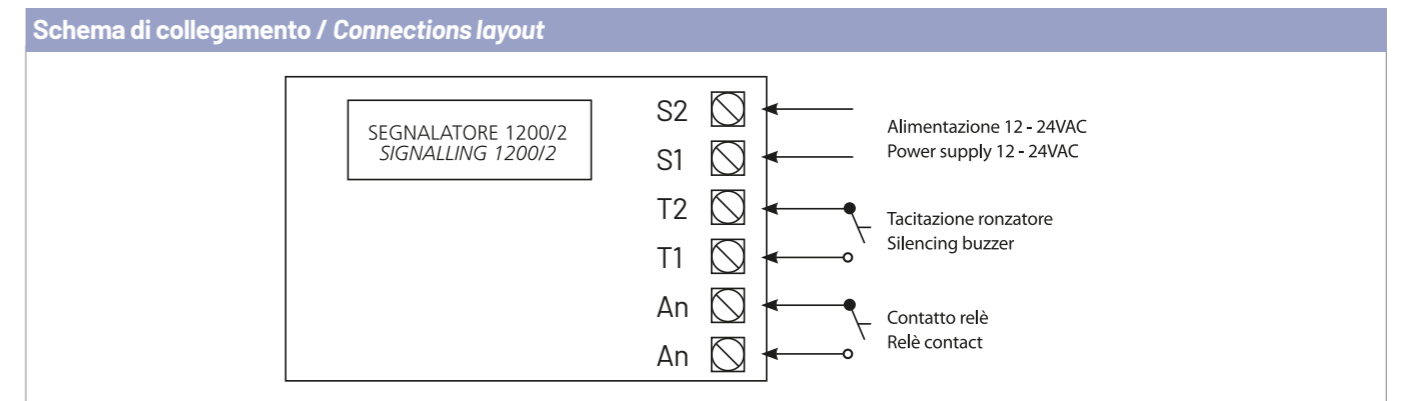 Schema di collegamento / Connections layout
SEGNALATORE 1200/2
SIGNALLING 1200/2
S2
S1
T2
T1
An
An
Alimentazione 12 - 24VAC
Power supply 12 - 24VAC
Tacitazione ronzatore
Silencing buzzer
Contatto relè
Relè contact